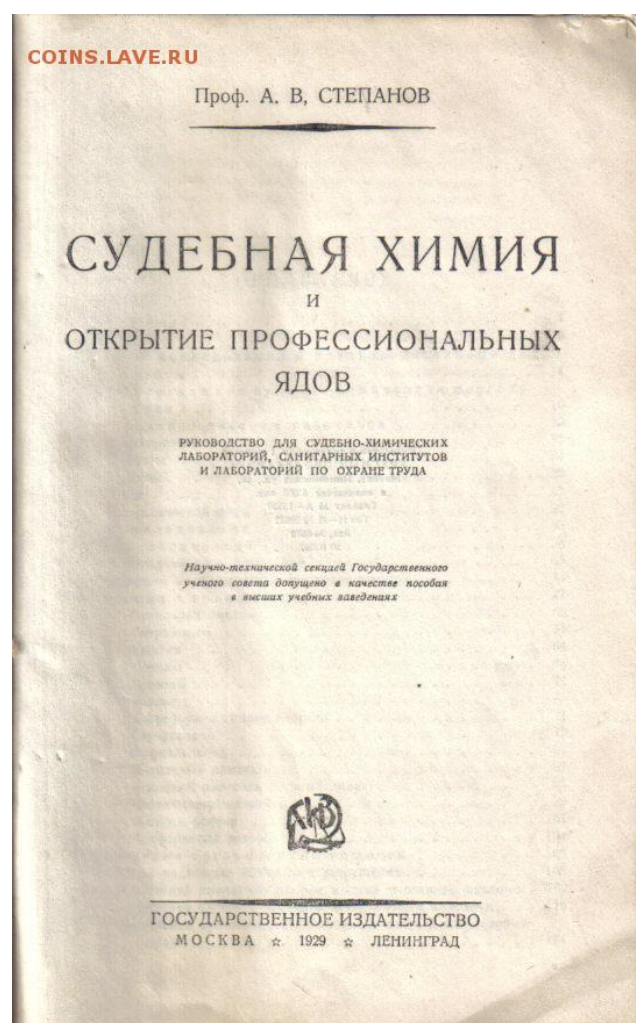 COINS.LAVE.RU
Проф. А. В, СТЕПАНОВ
СУДЕБНАЯ ХИМИЯ
И
ОТКРЫТИЕ ПРОФЕССИОНАЛЬНЫХ
ЯДОВ
РУКОВОДСТВО ДЛЯ СУДЕБНО-ХИМИЧЕСКИХ
ЛАБОРАТОРИЙ, САНИТАРНЫХ ИНСТИТУТОВ
И ЛАБОРАТОРИЙ ПО ОХРАНЕ ТРУДА
Научно-технической секцией Государственного
ученого совета допущено в качестве пособия
в высших учебных заведениях
ГОСУДАРСТВЕННОЕ ИЗДАТЕЛЬСТВО
МОСКВА ☆ 1929 ☆ ЛЕНИНГРАД